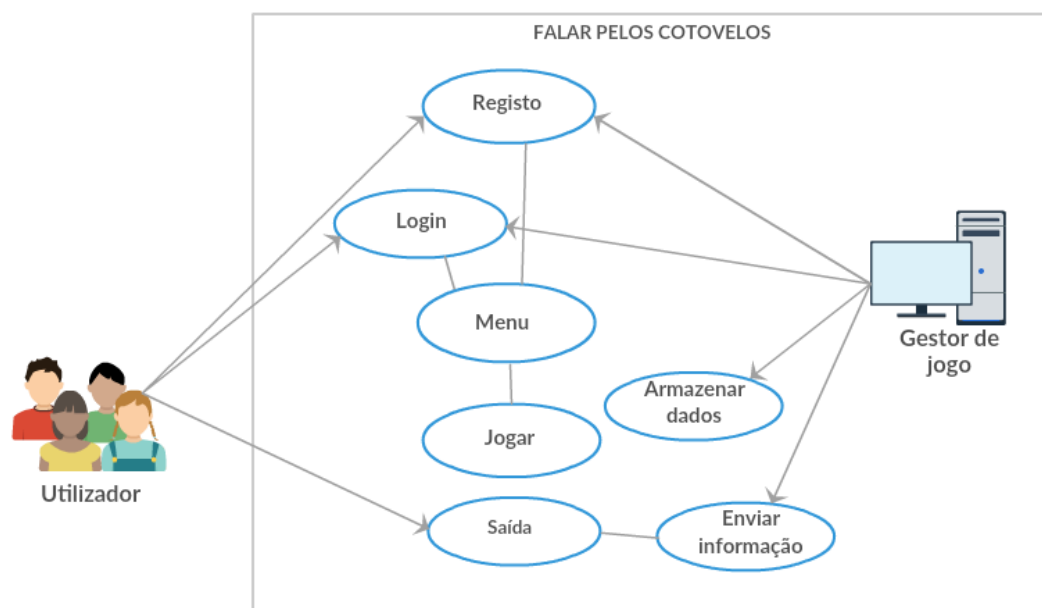 FALAR PELOS COTOVELOS
Registo
Login
Menu
Gestor de
jogo
Armazenar
dados
Jogar
Utilizador
Saída
Enviar
informação